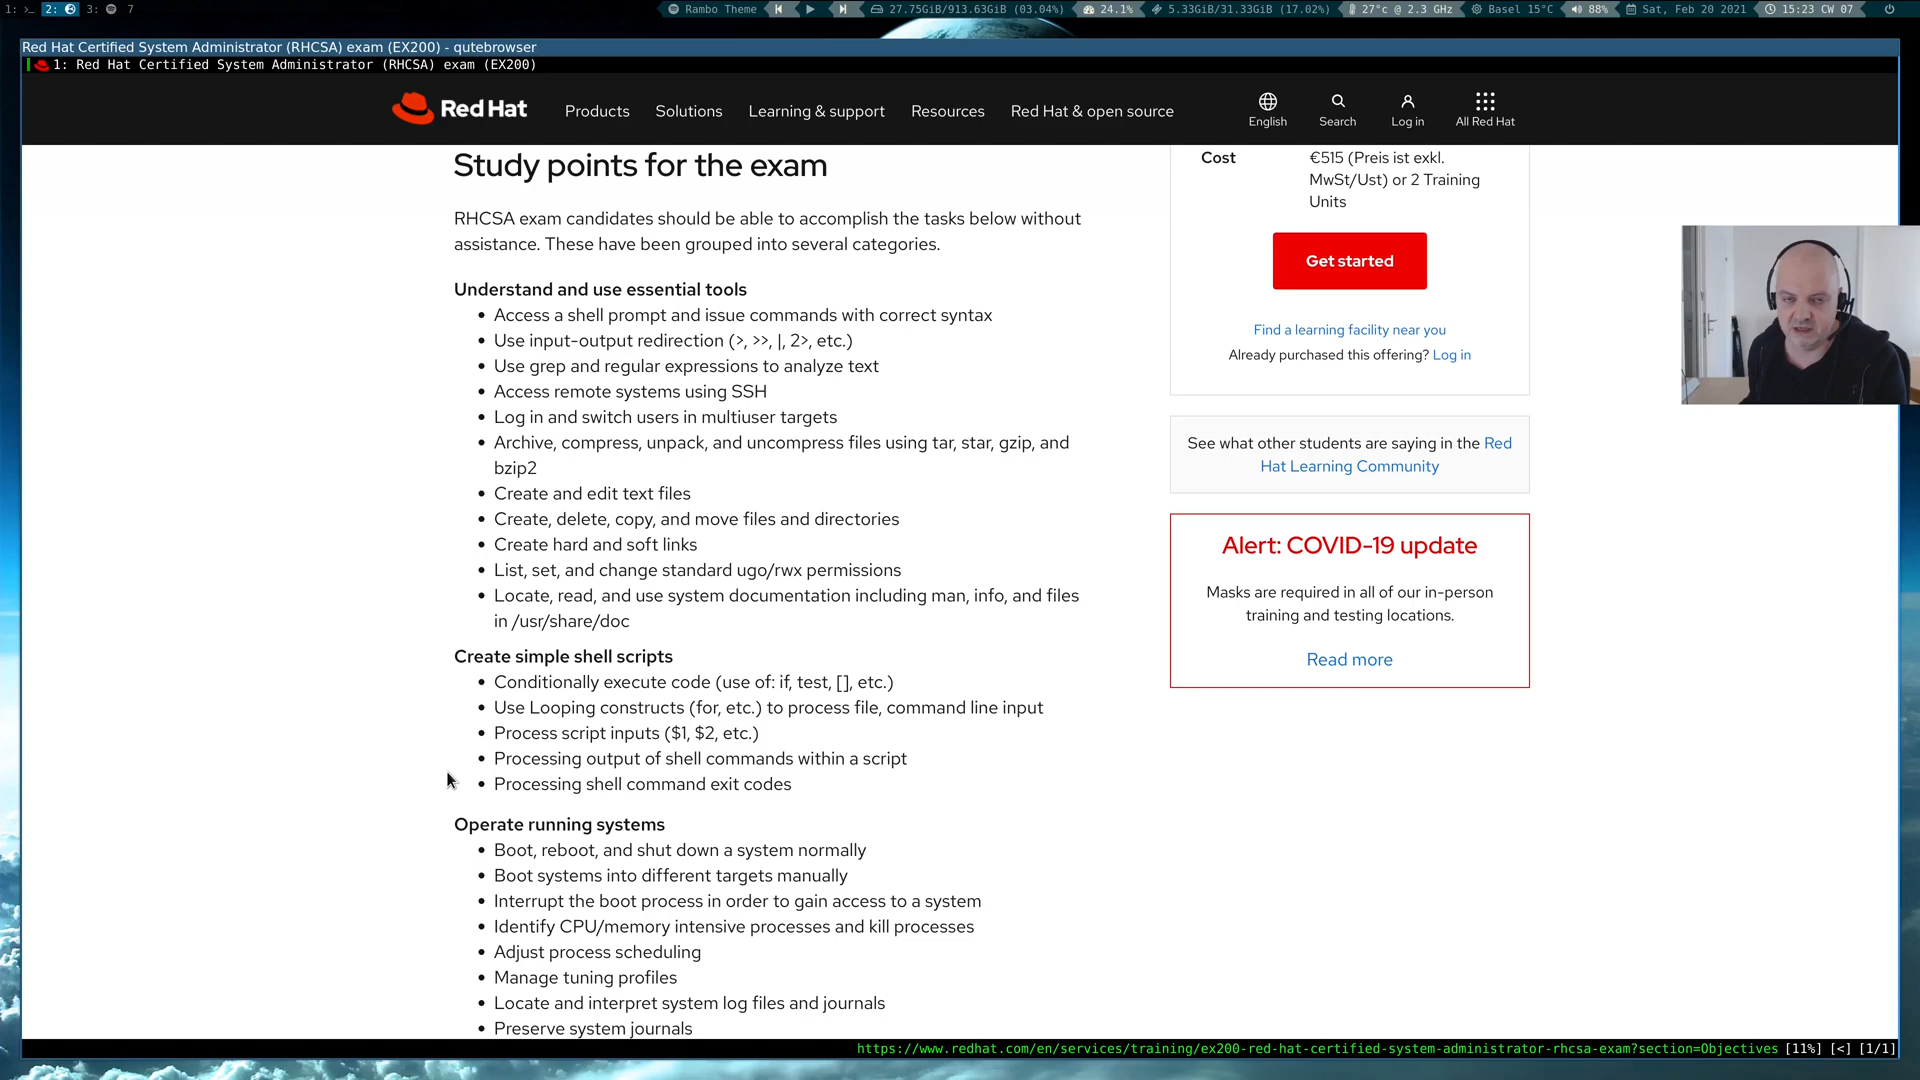 1: >_ 2: 3: 7
Rambo Theme 27.75GiB/913.63GiB (03.04%) 24.1% 5.33GiB/31.33GiB (17.02%) 27°c @ 2.3 GHz Basel 15°C 88% Sat, Feb 20 2021 15:23 CW 07
Red Hat Certified System Administrator (RHCSA) exam (EX200) - qutebrowser
1: Red Hat Certified System Administrator (RHCSA) exam (EX200)
Red Hat
Products Solutions Learning & support Resources Red Hat & open source
English Search Log in All Red Hat
Study points for the exam
RHCSA exam candidates should be able to accomplish the tasks below without
assistance. These have been grouped into several categories.
Understand and use essential tools
• Access a shell prompt and issue commands with correct syntax
• Use input-output redirection (>, >>, |, 2>, etc.)
• Use grep and regular expressions to analyze text
• Access remote systems using SSH
• Log in and switch users in multiuser targets
• Archive, compress, unpack, and uncompress files using tar, star, gzip, and
bzip2
• Create and edit text files
• Create, delete, copy, and move files and directories
• Create hard and soft links
• List, set, and change standard ugo/rwx permissions
• Locate, read, and use system documentation including man, info, and files
in /usr/share/doc
Create simple shell scripts
• Conditionally execute code (use of: if, test, [], etc.)
• Use Looping constructs (for, etc.) to process file, command line input
• Process script inputs ($1, $2, etc.)
• Processing output of shell commands within a script
• Processing shell command exit codes
Operate running systems
• Boot, reboot, and shut down a system normally
• Boot systems into different targets manually
• Interrupt the boot process in order to gain access to a system
• Identify CPU/memory intensive processes and kill processes
• Adjust process scheduling
• Manage tuning profiles
• Locate and interpret system log files and journals
• Preserve system journals
Cost
€515 (Preis ist exkl.
MwSt/Ust) or 2 Training
Units
Get started
Find a learning facility near you
Already purchased this offering? Log in
See what other students are saying in the Red
Hat Learning Community
Alert: COVID-19 update
Masks are required in all of our in-person
training and testing locations.
Read more
https://www.redhat.com/en/services/training/ex200-red-hat-certified-system-administrator-rhcsa-exam?section=Objectives [11%] [<] [1/1]